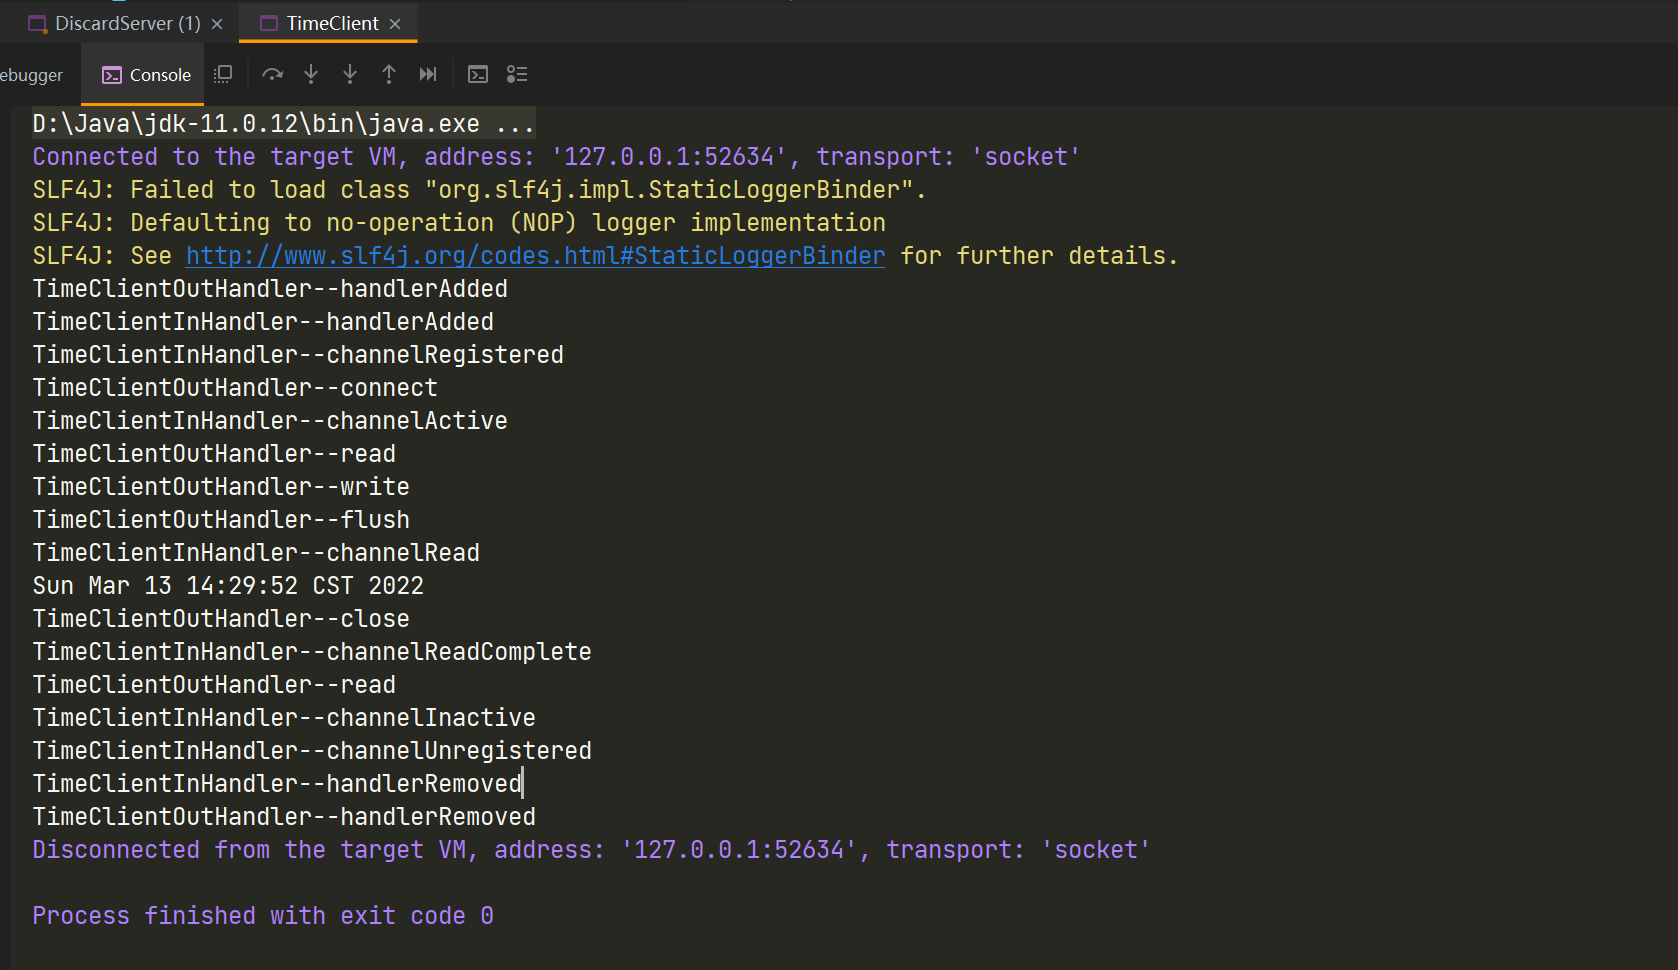 DiscardServer (1) ×
TimeClient ×
ebugger
Console
D:\Java\jdk-11.0.12\bin\java.exe ...
Connected to the target VM, address: '127.0.0.1:52634', transport: 'socket'
SLF4J: Failed to load class "org.slf4j.impl.StaticLoggerBinder".
SLF4J: Defaulting to no-operation (NOP) logger implementation
SLF4J: See http://www.slf4j.org/codes.html#StaticLoggerBinder for further details.
TimeClientOutHandler--handlerAdded
TimeClientInHandler--handlerAdded
TimeClientInHandler--channelRegistered
TimeClientOutHandler--connect
TimeClientInHandler--channelActive
TimeClientOutHandler--read
TimeClientOutHandler--write
TimeClientOutHandler--flush
TimeClientInHandler--channelRead
Sun Mar 13 14:29:52 CST 2022
TimeClientOutHandler--close
TimeClientInHandler--channelReadComplete
TimeClientOutHandler--read
TimeClientInHandler--channelInactive
TimeClientInHandler--channelUnregistered
TimeClientInHandler--handlerRemoved
TimeClientOutHandler--handlerRemoved
Disconnected from the target VM, address: '127.0.0.1:52634', transport: 'socket'
Process finished with exit code 0